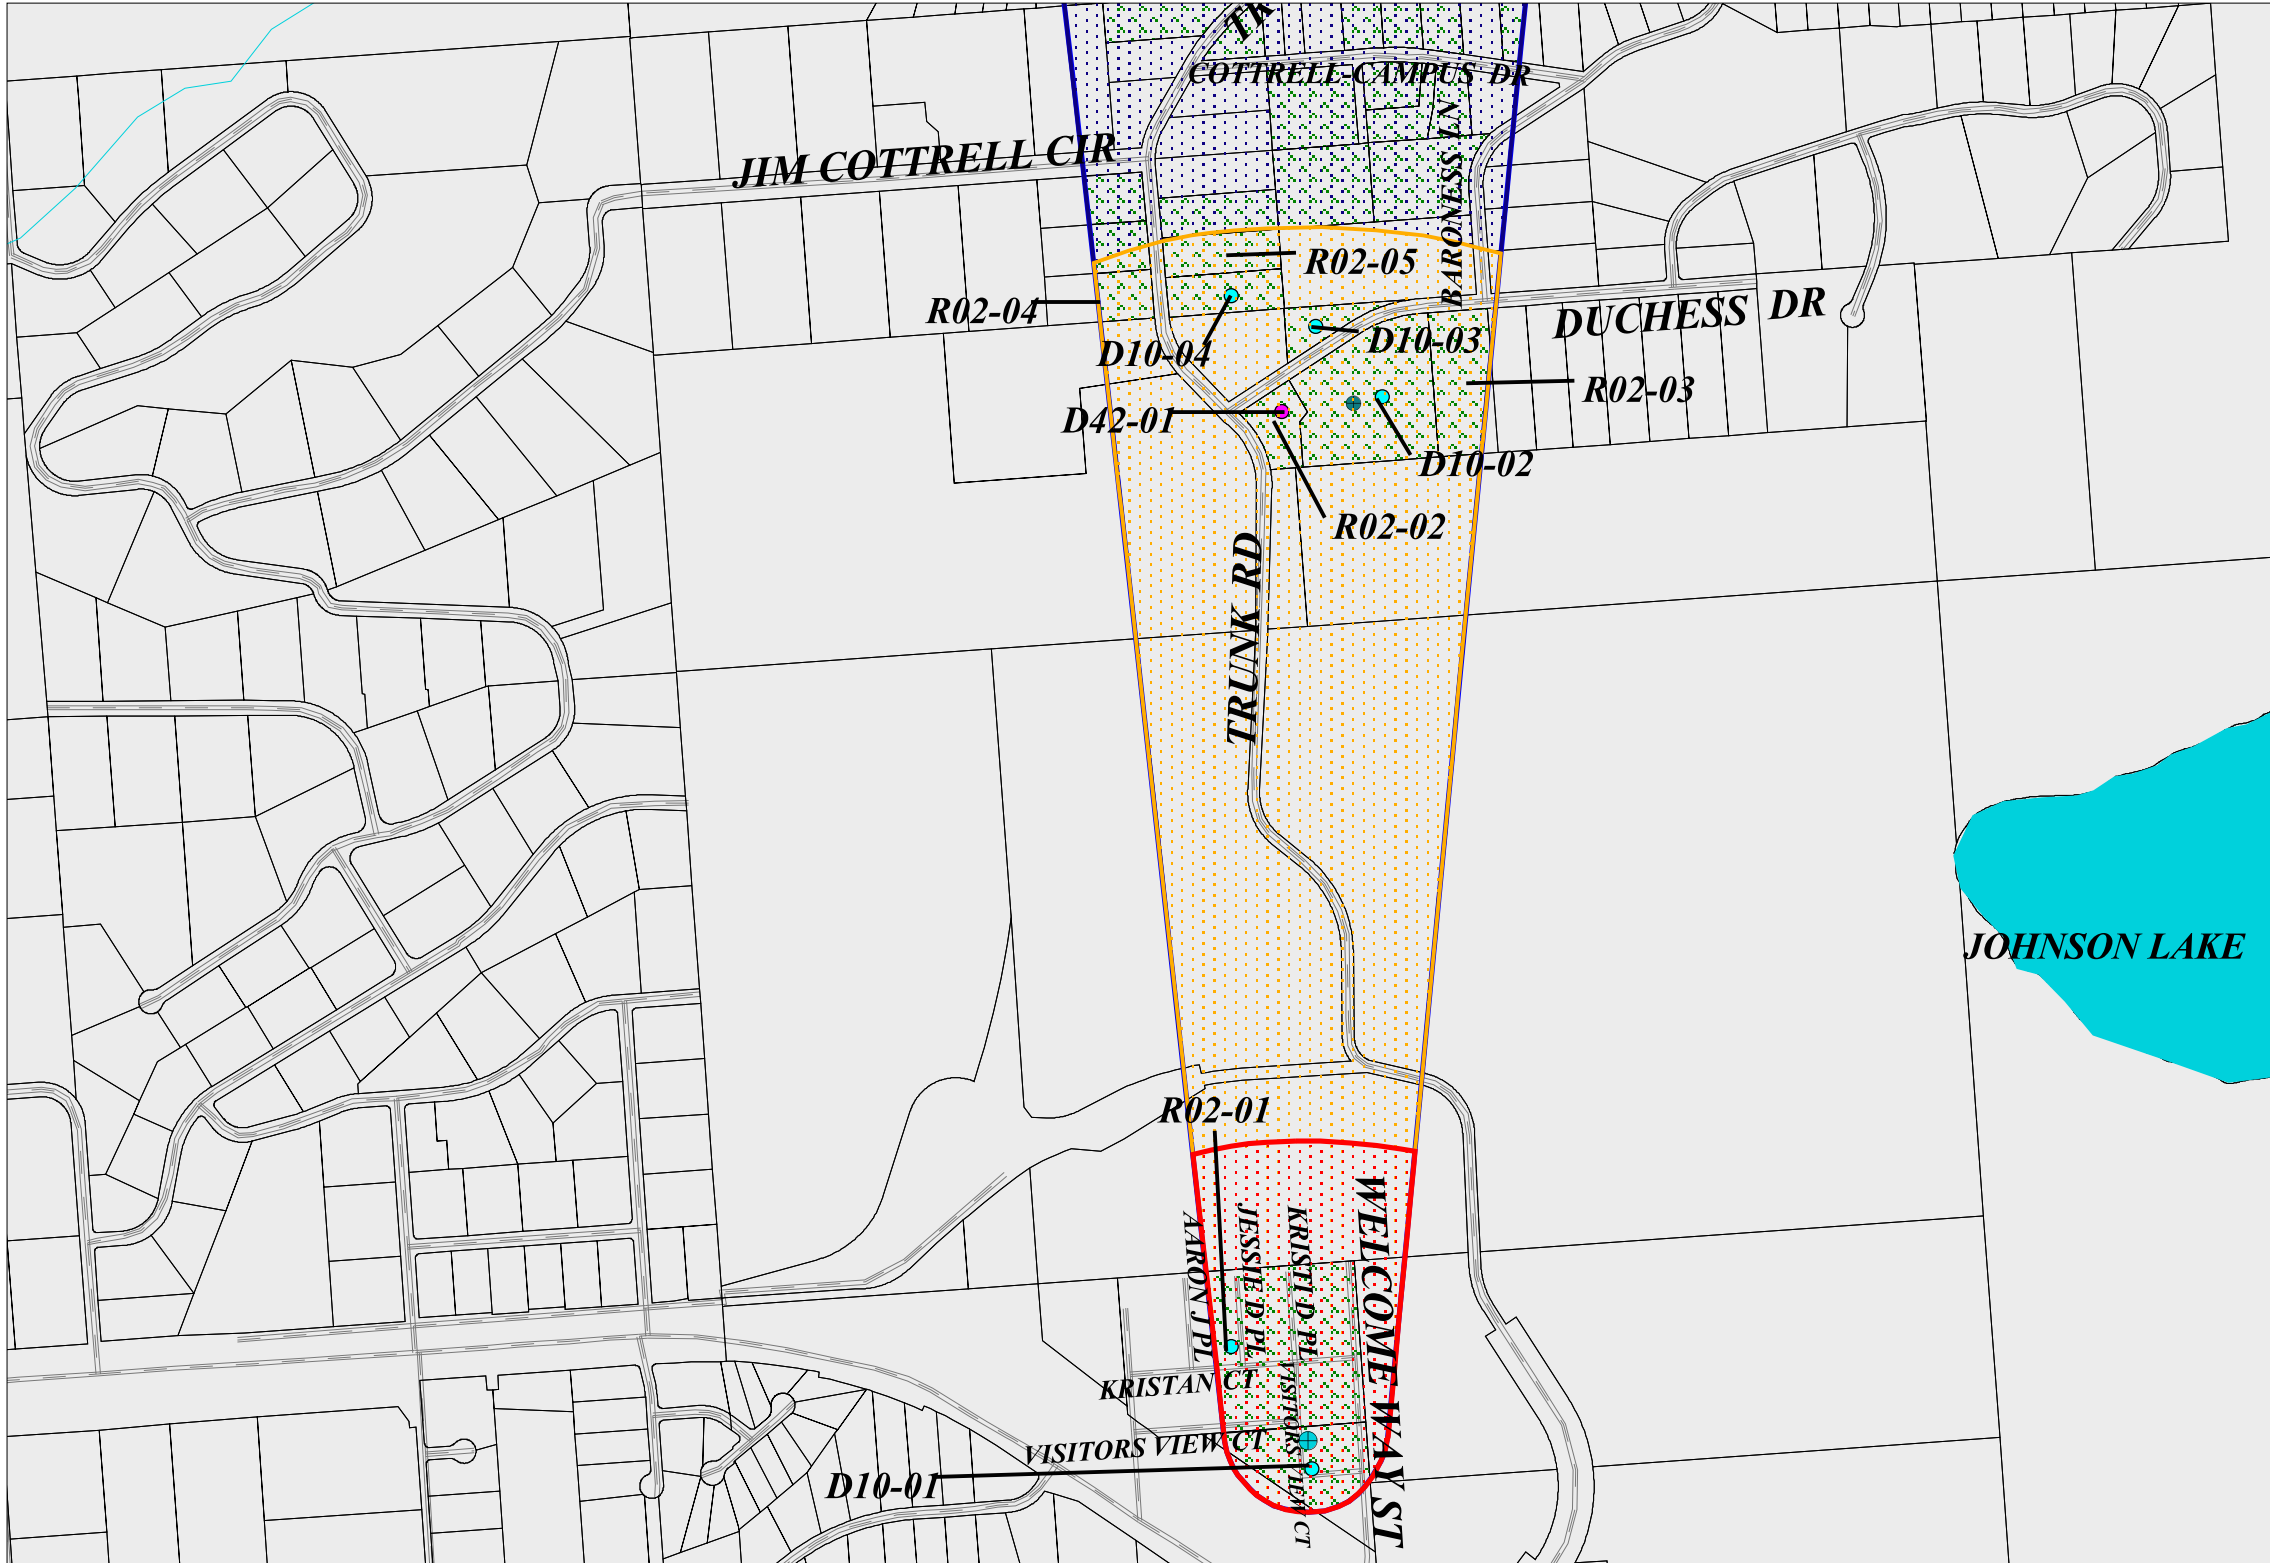 TR
COTTRELL-CAMPUS DR
JIM COTTRELL CIR
BARONESS LN
R02-05
R02-04
DUCHESS DR
D10-04
D10-03
R02-03
D42-01
D10-02
R02-02
TRUNK RD
JOHNSON LAKE
R02-01
AARON J PL
JESSIE D PL
KRISTI D PL
WELCOME WAY ST
KRISTAN CT
VISITORS VIEW CT
VISITORS VIEW CT
D10-01